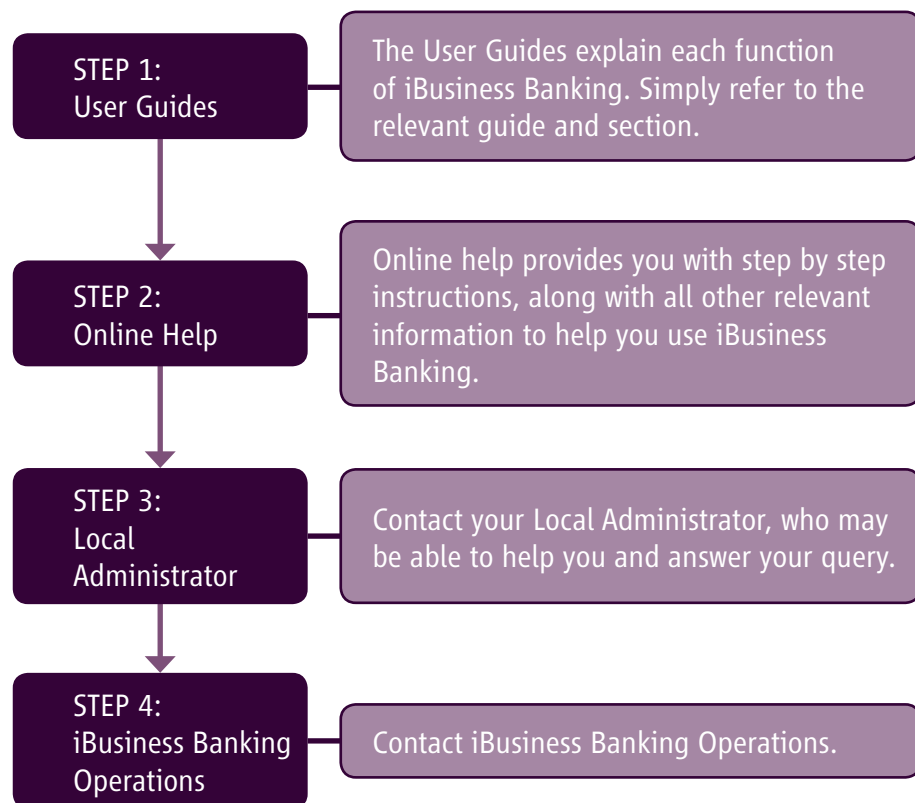 STEP 1:
User Guides
The User Guides explain each function
of iBusiness Banking. Simply refer to the
relevant guide and section.
STEP 2:
Online Help
Online help provides you with step by step
instructions, along with all other relevant
information to help you use iBusiness
Banking.
STEP 3:
Local
Administrator
Contact your Local Administrator, who may
be able to help you and answer your query.
STEP 4:
iBusiness Banking
Operations
Contact iBusiness Banking Operations.